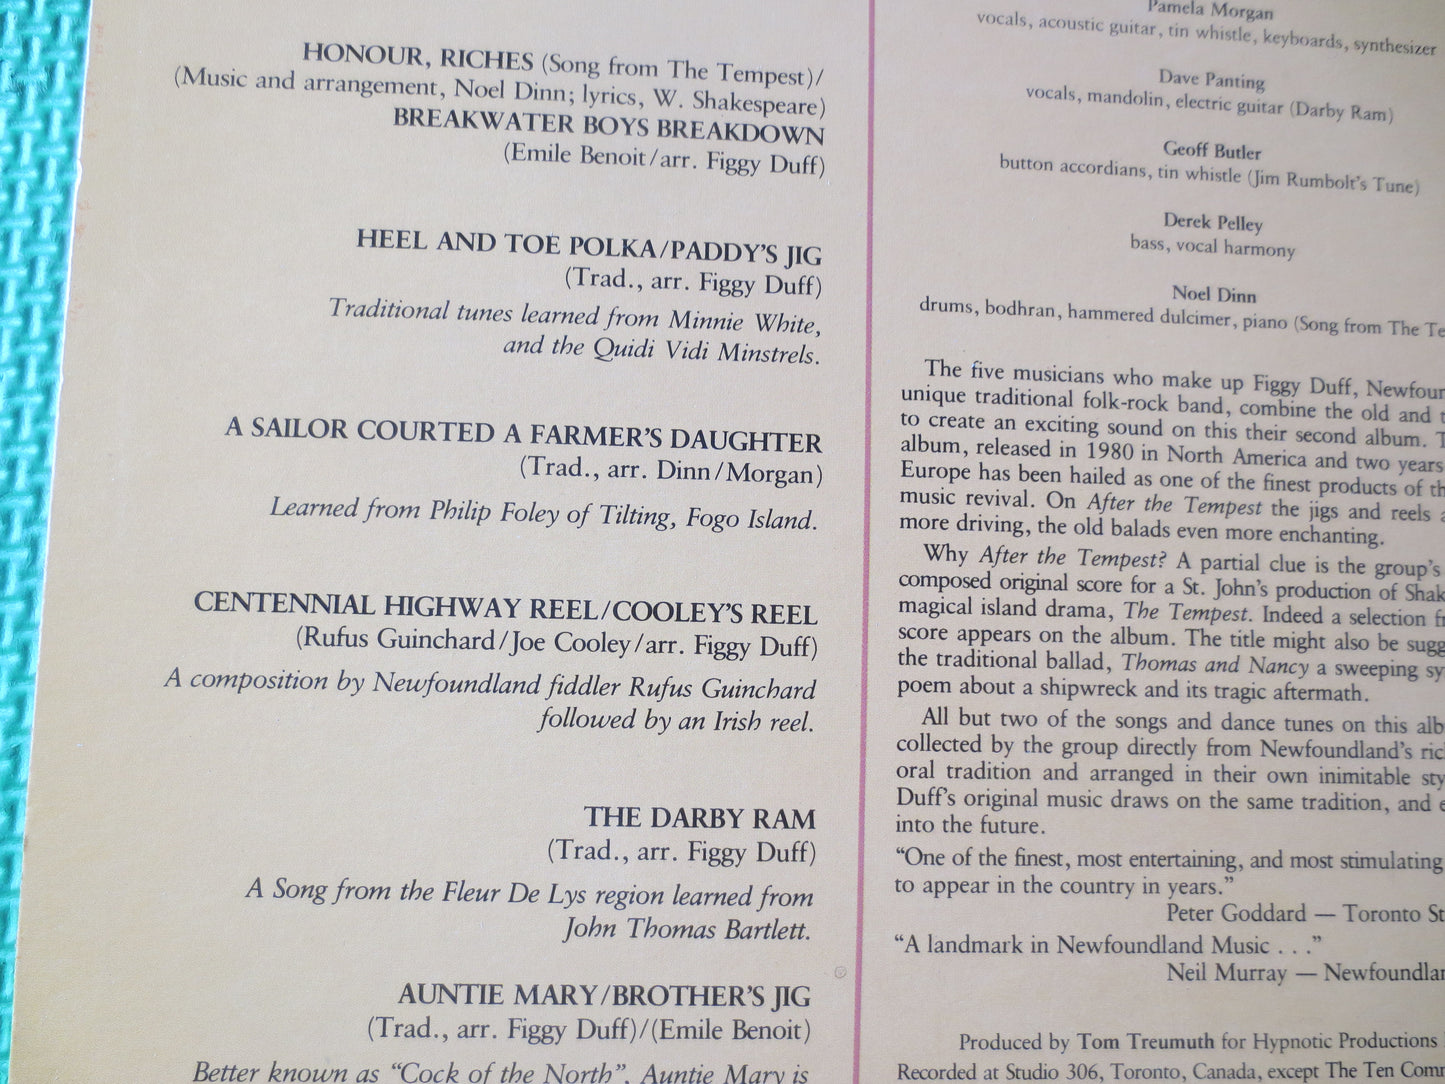 HONOUR, RICHES (Song from The Tempest)/
(Music and arrangement, Noel Dinn; lyrics, W. Shakespeare)
BREAKWATER BOYS BREAKDOWN
(Emile Benoit/arr. Figgy Duff)
HEEL AND TOE POLKA/PADDY'S JIG
(Trad., arr. Figgy Duff)
Traditional tunes learned from Minnie White,
and the Quidi Vidi Minstrels.
A SAILOR COURTED A FARMER'S DAUGHTER
(Trad., arr. Dinn/Morgan)
Learned from Philip Foley of Tilting, Fogo Island.
CENTENNIAL HIGHWAY REEL/COOLEY'S REEL
(Rufus Guinchard/Joe Cooley/arr. Figgy Duff)
A composition by Newfoundland fiddler Rufus Guinchard
followed by an Irish reel.
THE DARBY RAM
(Trad., arr. Figgy Duff)
A Song from the Fleur De Lys region learned from
John Thomas Bartlett.
AUNTIE MARY/BROTHER'S JIG
(Trad., arr. Figgy Duff)/(Emile Benoit)
Better known as "Cock of the North", Auntie Mary is
Pamela Morgan
vocals, acoustic guitar, tin whistle, keyboards, synthesizer
Dave Panting
vocals, mandolin, electric guitar (Darby Ram)
Geoff Butler
button accordians, tin whistle (Jim Rumbolt's Tune)
Derek Pelley
bass, vocal harmony
Noel Dinn
drums, bodhran, hammered dulcimer, piano (Song from The Te
The five musicians who make up Figgy Duff, Newfour
unique traditional folk-rock band, combine the old and t
to create an exciting sound on this their second album. T
album, released in 1980 in North America and two years
Europe has been hailed as one of the finest products of th
music revival. On After the Tempest the jigs and reels a
more driving, the old balads even more enchanting.
Why After the Tempest? A partial clue is the group's
composed original score for a St. John's production of Shak
magical island drama, The Tempest. Indeed a selection fr
score appears on the album. The title might also be sugg
the traditional ballad, Thomas and Nancy a sweeping sy
poem about a shipwreck and its tragic aftermath.
All but two of the songs and dance tunes on this alb
collected by the group directly from Newfoundland's ric
oral tradition and arranged in their own inimitable sty
Duff's original music draws on the same tradition, and e
into the future.
"One of the finest, most entertaining, and most stimulating
to appear in the country in years."
Peter Goddard — Toronto St
"A landmark in Newfoundland Music . . ."
Neil Murray — Newfoundlan
Produced by Tom Treumuth for Hypnotic Productions
Recorded at Studio 306, Toronto, Canada, except The Ten Comm